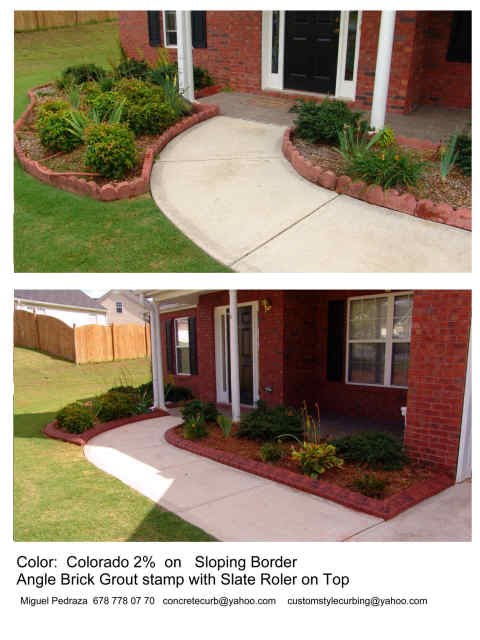 Color: Colorado 2% on Sloping Border
Angle Brick Grout stamp with Slate Roler on Top
Miguel Pedraza 678 778 07 70 concretecurb@yahoo.com customstylecurbing@yahoo.com